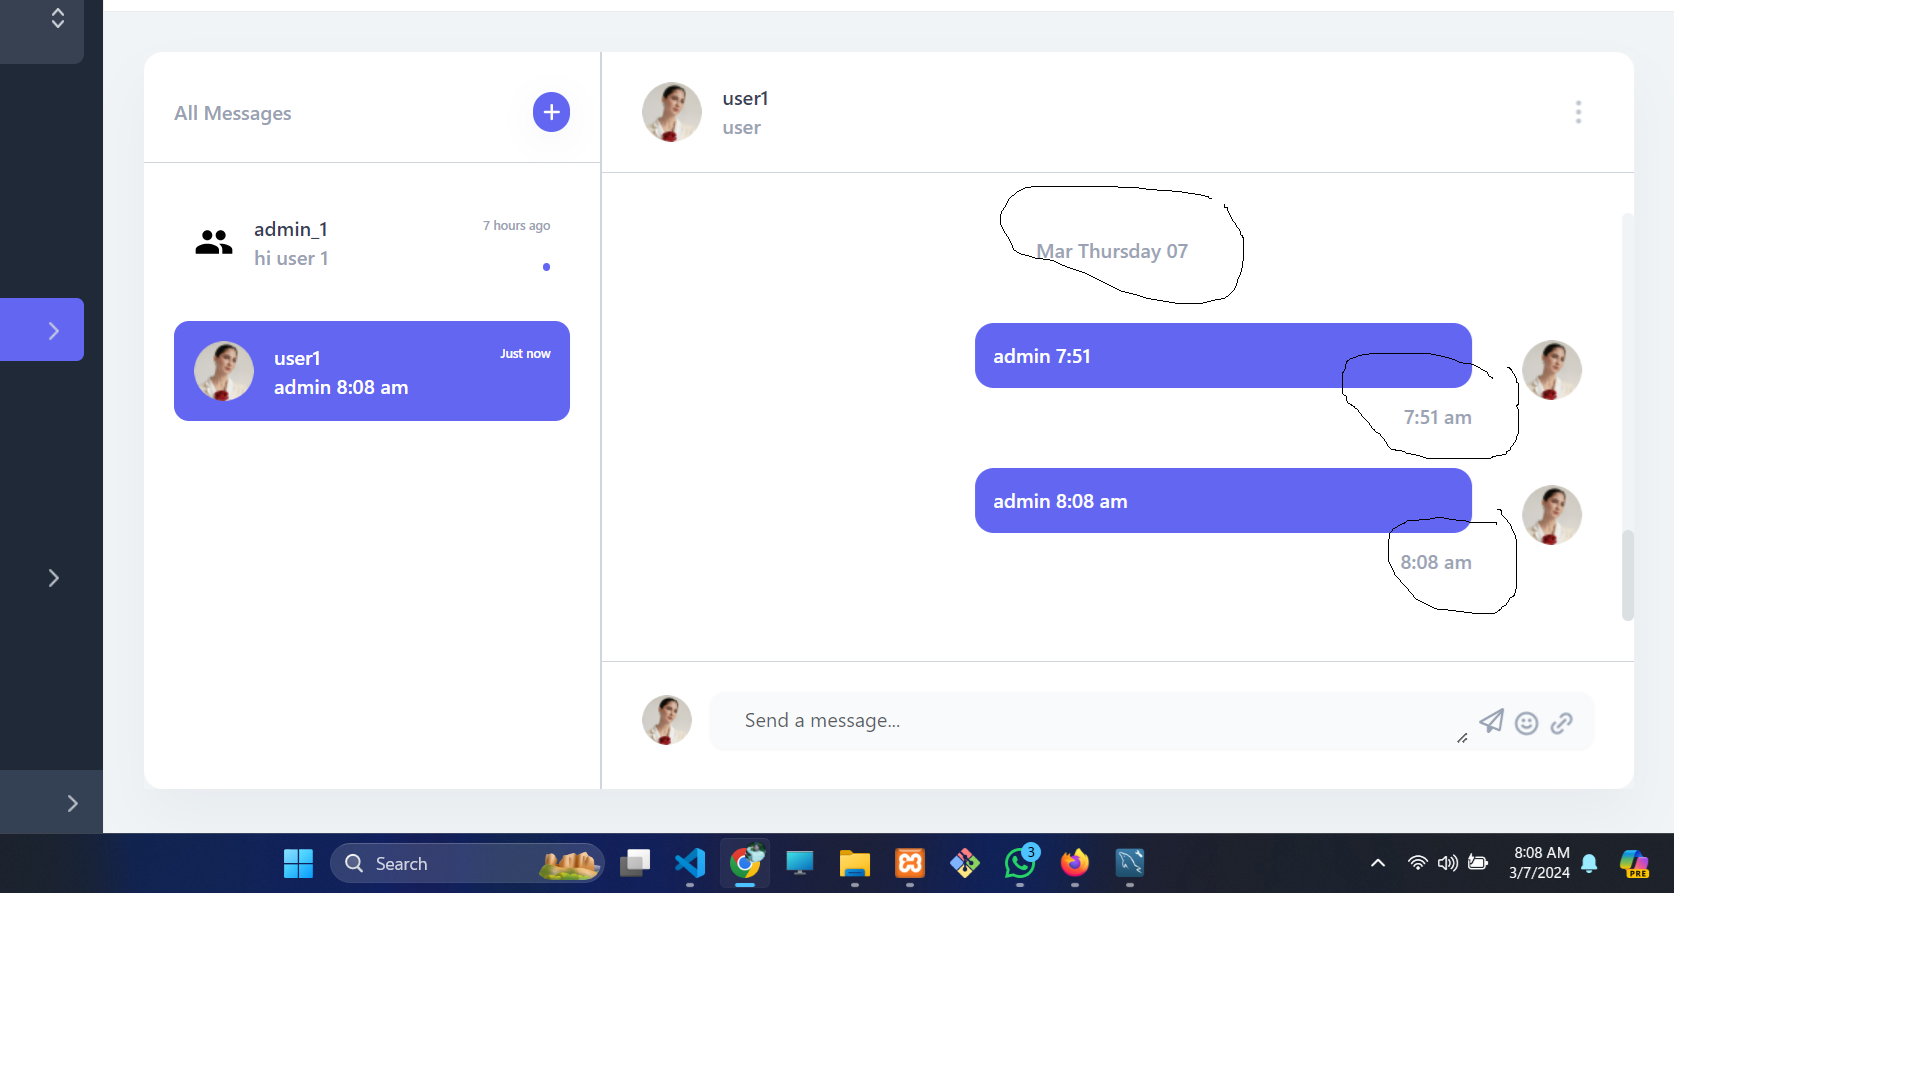 All Messages
admin_1
7 hours ago
hi user 1
user1
Just now
admin 8:08 am
user1
user
Mar Thursday 07
admin 7:51
7:51 am
admin 8:08 am
8:08 am
Send a message...
Search
3
8:08 AM
3/7/2024
PRE